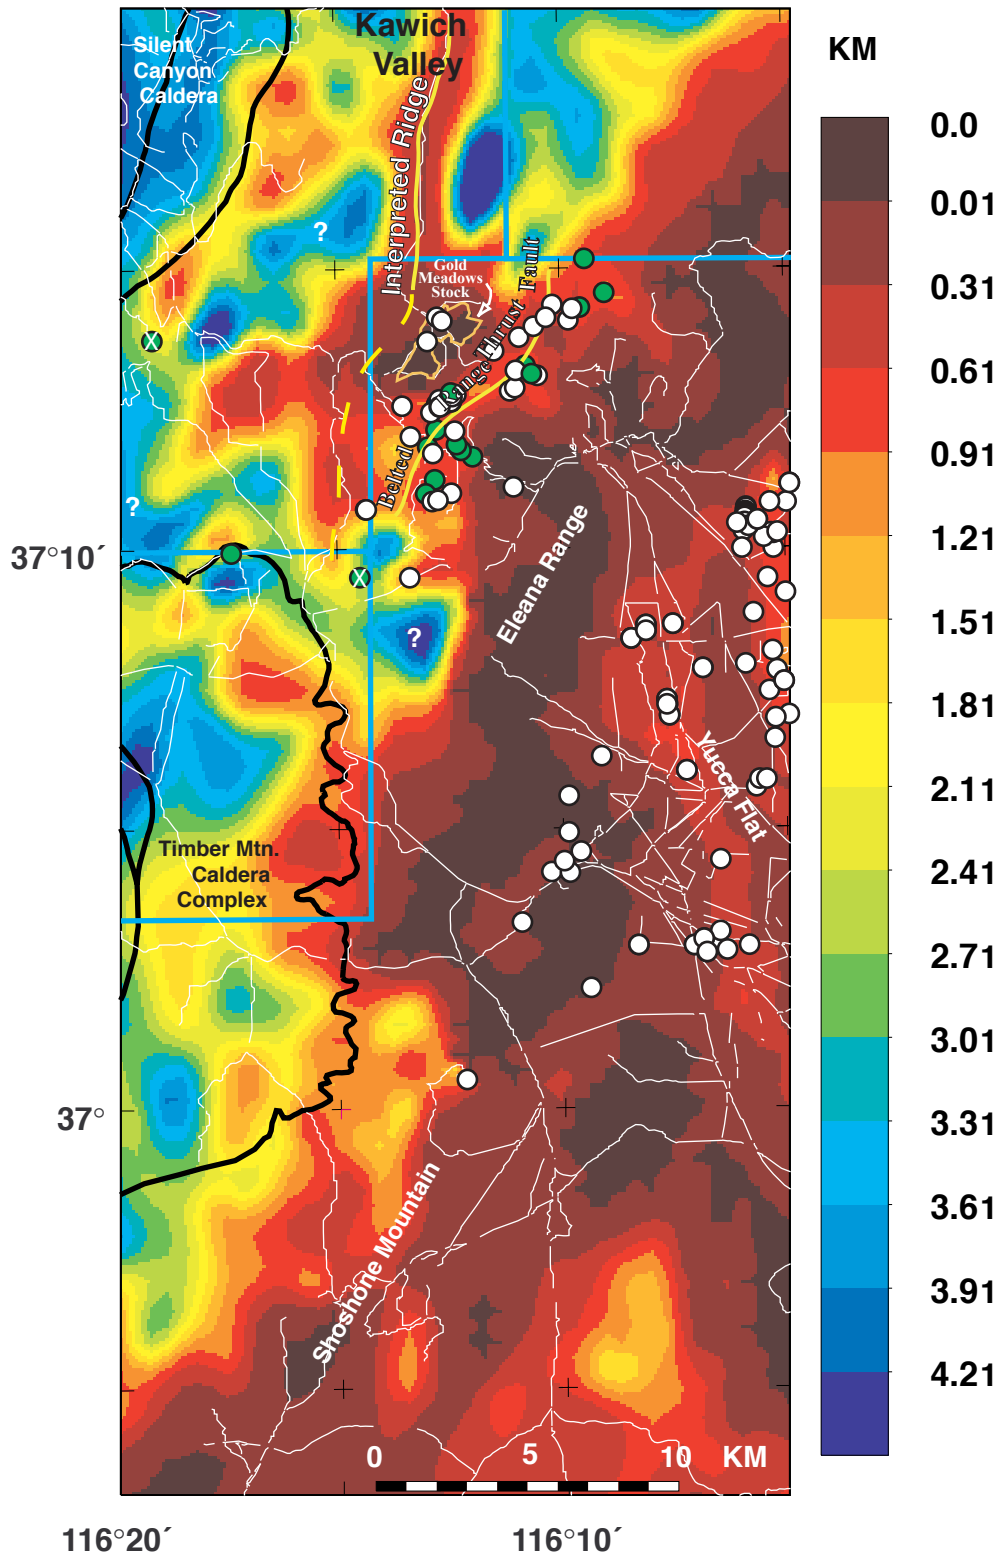 Kawich
Valley
Silent
Canyon
Caldera
KM
0.0
0.01
0.31
0.61
0.91
1.21
1.51
1.81
2.11
2.41
2.71
3.01
3.31
3.61
3.91
4.21
Interpreted Ridge
?
Gold
Meadows
Stock
Belted Range Thrust Fault
X
?
37°10´
X
?
Eleana Range
Yucca Flat
Timber Mtn.
Caldera
Complex
37°
Shoshone Mountain
0 5 10 KM
116°20´ 116°10´